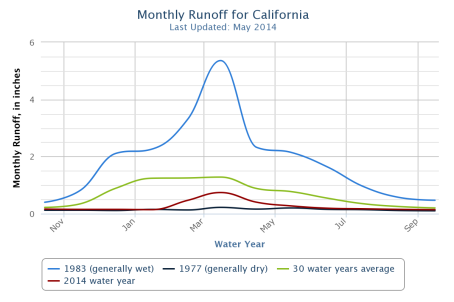 Monthly Runoff for California
Last Updated: May 2014
Monthly Runoff, in inches
6
4
2
0
Nov Jan Mar May Jul Sep
Water Year
1983 (generally wet) 1977 (generally dry) 30 water years average
2014 water year